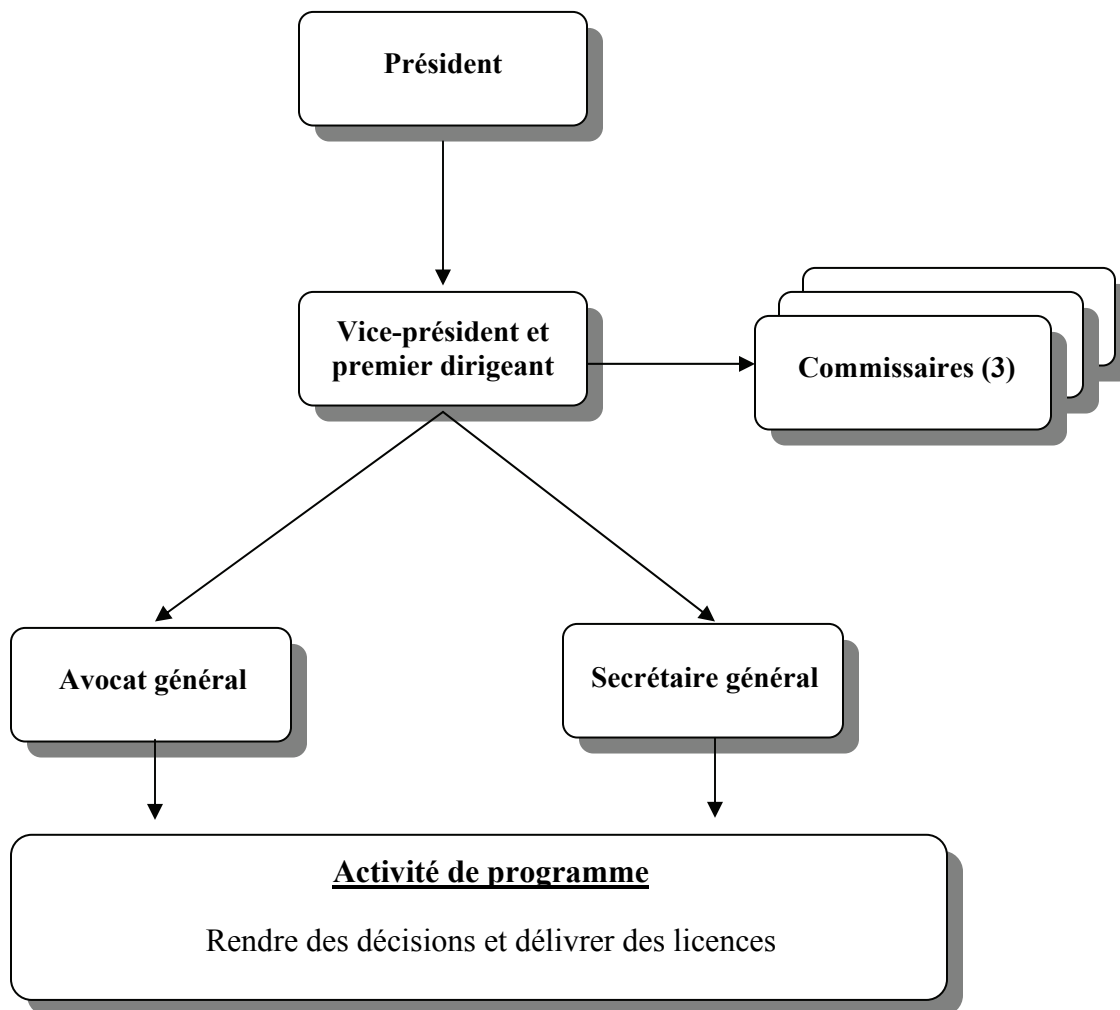 Président
Vice-président et
premier dirigeant
Commissaires (3)
Avocat général
Secrétaire général
Activité de programme
Rendre des décisions et délivrer des licences